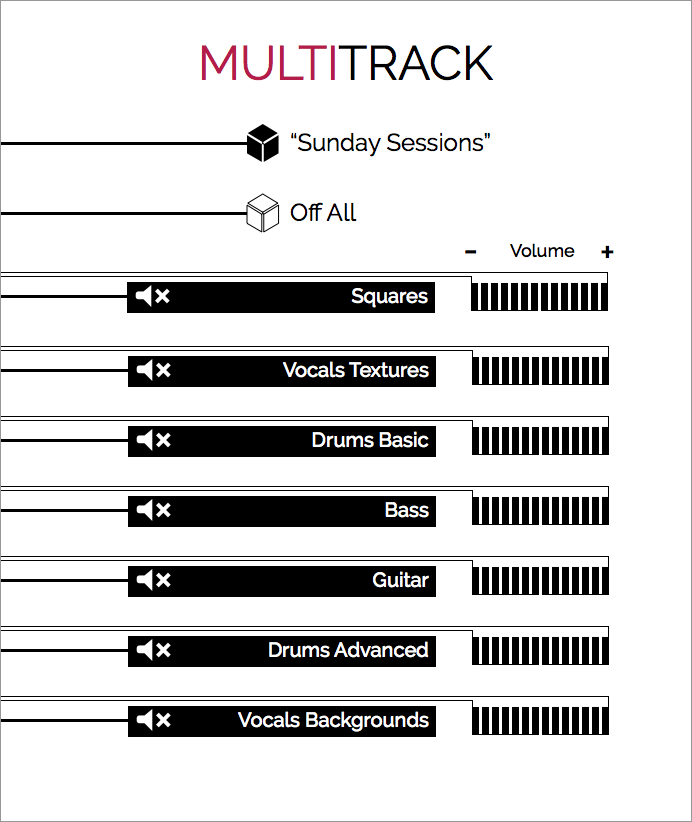 MULTITRACK
“Sunday Sessions”
Off All
– Volume +
Squares
Vocals Textures
Drums Basic
Bass
Guitar
Drums Advanced
Vocals Backgrounds